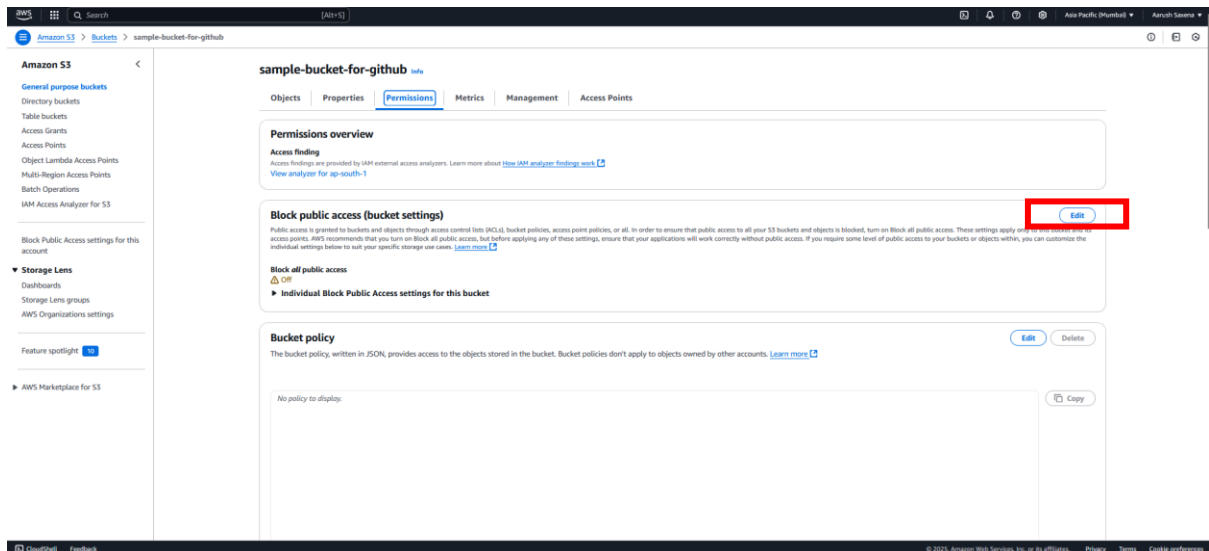 aws
Search
[Alt+S]
Asia Pacific (Mumbai)
Aarush Saxena
Amazon S3 > Buckets > sample-bucket-for-github
Amazon S3
General purpose buckets
Directory buckets
Table buckets
Access Grants
Access Points
Object Lambda Access Points
Multi-Region Access Points
Batch Operations
IAM Access Analyzer for S3
Block Public Access settings for this
account
Storage Lens
Dashboards
Storage Lens groups
AWS Organizations settings
Feature spotlight 10
AWS Marketplace for S3
sample-bucket-for-github Info
Objects Properties Permissions Metrics Management Access Points
Permissions overview
Access finding
Access findings are provided by IAM external access analyzers. Learn more about How IAM analyzer findings work
View analyzer for ap-south-1
Block public access (bucket settings)
Edit
Public access is granted to buckets and objects through access control lists (ACLs), bucket policies, access point policies, or all. In order to ensure that public access to all your S3 buckets and objects is blocked, turn on Block all public access. These settings apply only to this bucket and its
access points. AWS recommends that you turn on Block all public access, but before applying any of these settings, ensure that your applications will work correctly without public access. If you require some level of public access to your buckets or objects within, you can customize the
individual settings below to suit your specific storage use cases. Learn more
Block all public access
Off
Individual Block Public Access settings for this bucket
Bucket policy
Edit Delete
The bucket policy, written in JSON, provides access to the objects stored in the bucket. Bucket policies don't apply to objects owned by other accounts. Learn more
No policy to display.
Copy
CloudShell Feedback
© 2025, Amazon Web Services, Inc. or its affiliates. Privacy Terms Cookie preferences